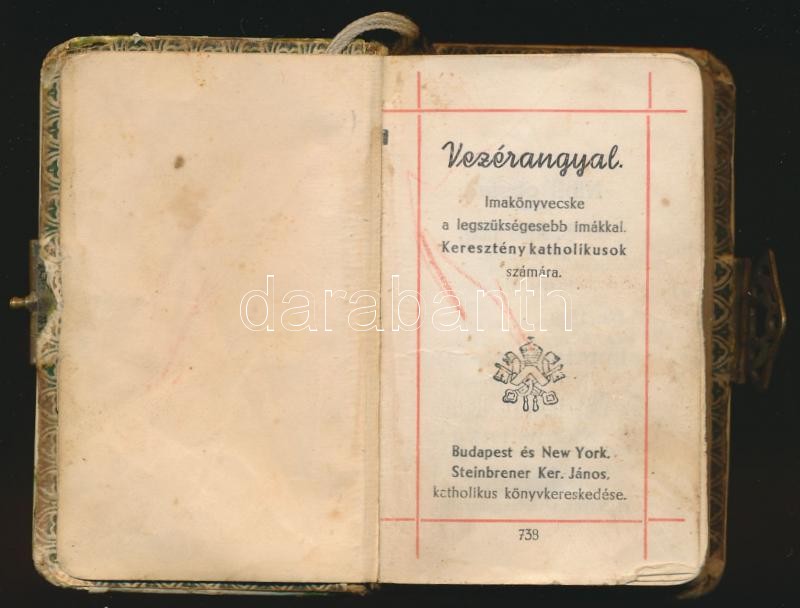 Vezérangyal.
Imakönyvecske
a legszükségesebb imákkal.
Keresztény katholikusok
számára.
darabanth
Budapest és New York.
Steinbrener Ker. János,
katholikus könyvkereskedése.
738